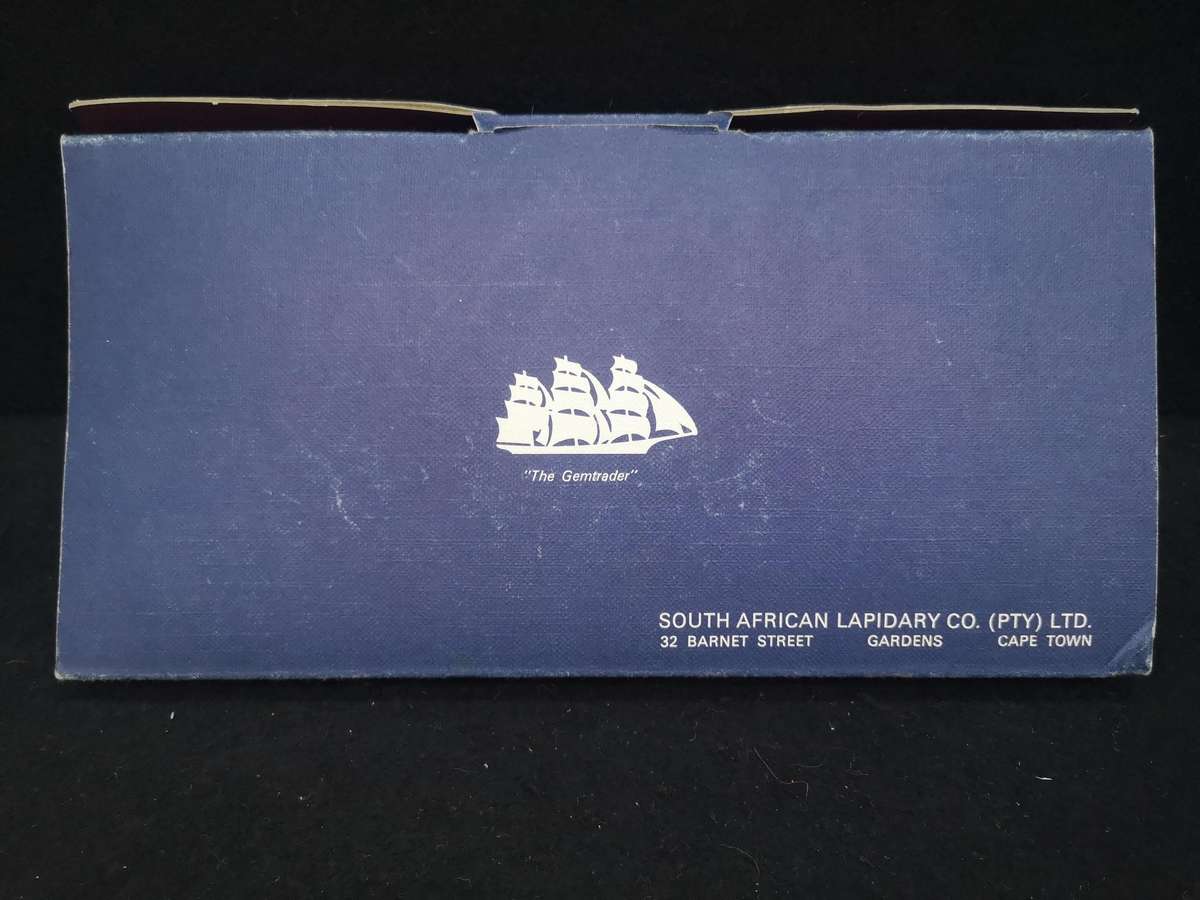 "The Gemtrader"
SOUTH AFRICAN LAPIDARY CO. (PTY) LTD.
32 BARNET STREET GARDENS CAPE TOWN